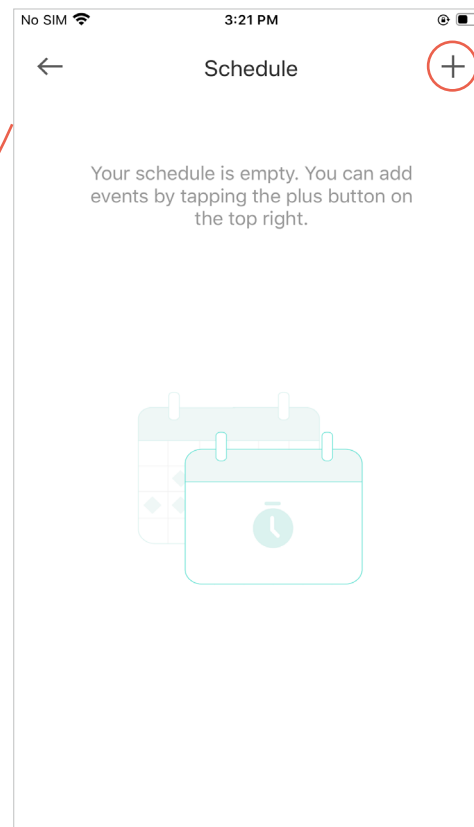 No SIM 3:21 PM
Schedule
Your schedule is empty. You can add
events by tapping the plus button on
the top right.